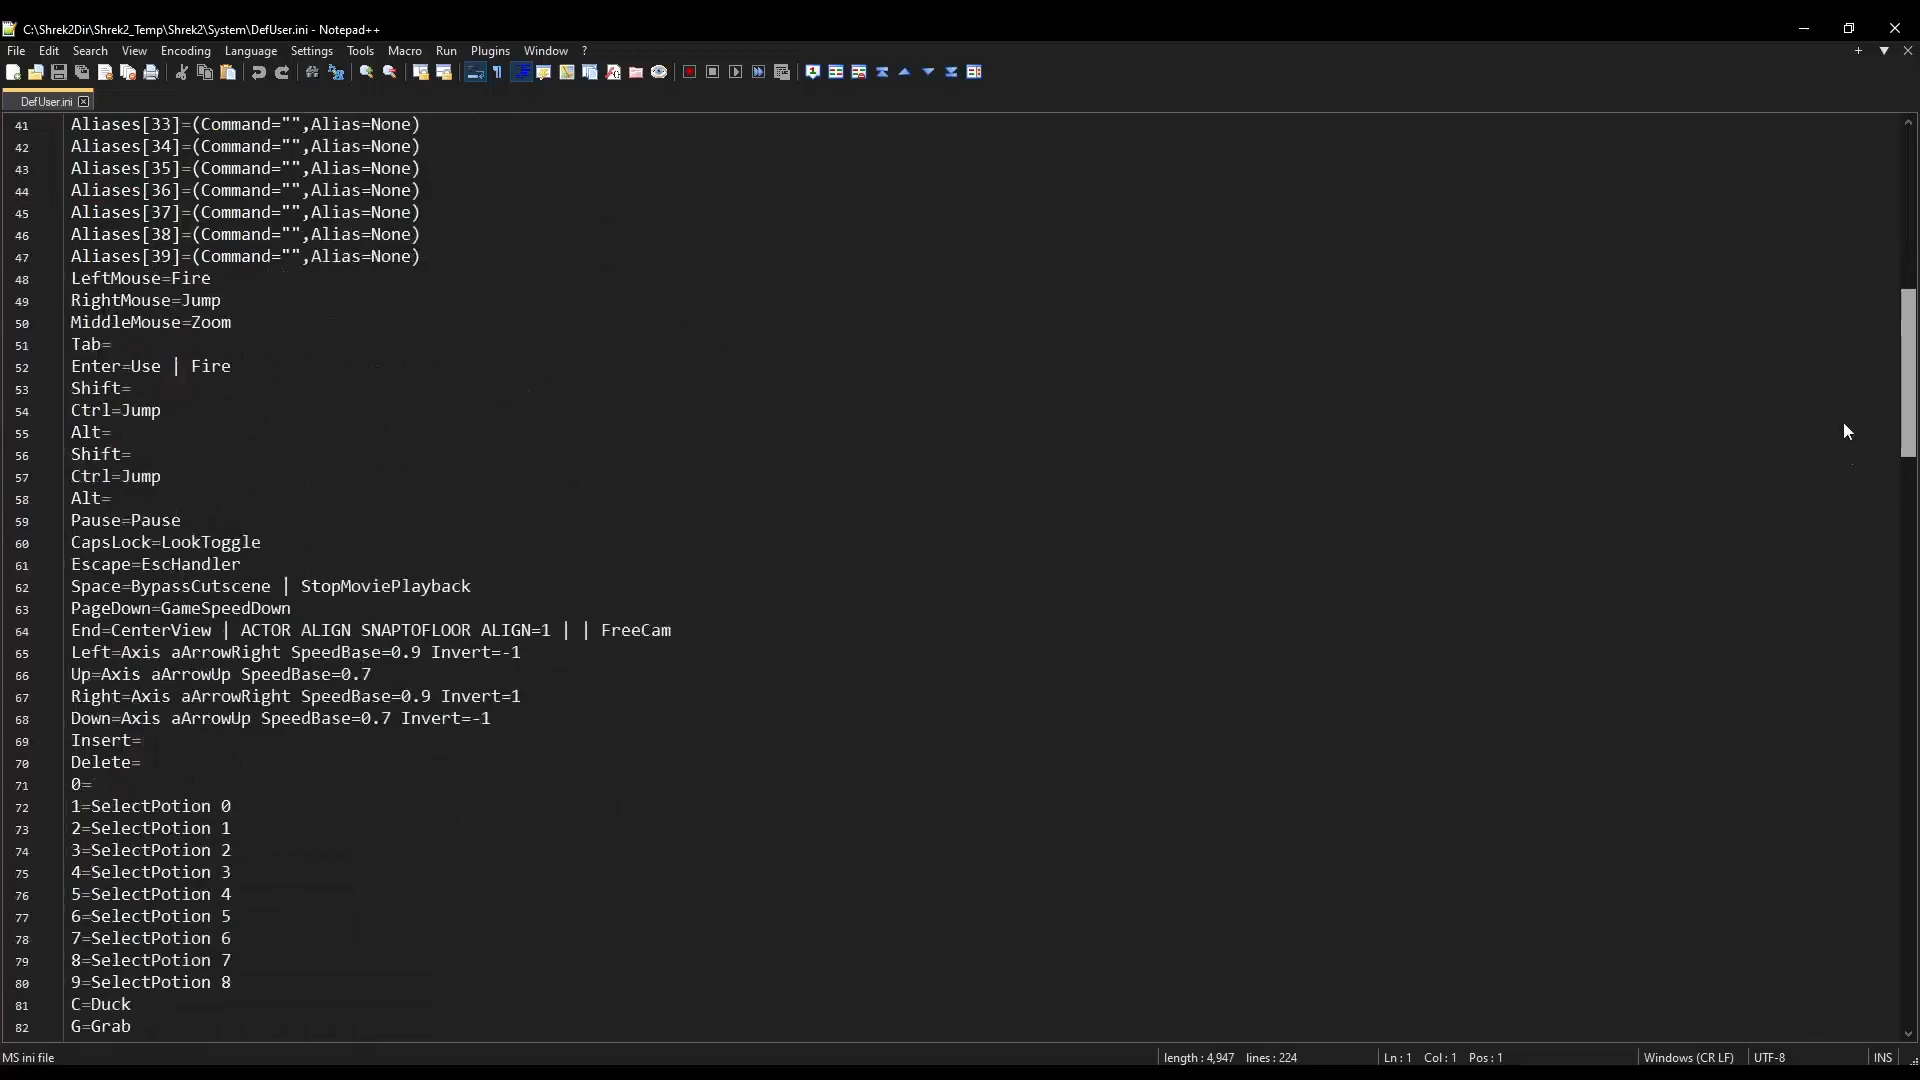 C:\Shrek2Dir\Shrek2_Temp\Shrek2\System\DefUser.ini - Notepad++
File Edit Search View Encoding Language Settings Tools Macro Run Plugins Window ?
DefUser.ini
41 Aliases[33]=(Command="",Alias=None)
42 Aliases[34]=(Command="",Alias=None)
43 Aliases[35]=(Command="",Alias=None)
44 Aliases[36]=(Command="",Alias=None)
45 Aliases[37]=(Command="",Alias=None)
46 Aliases[38]=(Command="",Alias=None)
47 Aliases[39]=(Command="",Alias=None)
48 LeftMouse=Fire
49 RightMouse=Jump
50 MiddleMouse=Zoom
51 Tab=
52 Enter=Use | Fire
53 Shift=
54 Ctrl=Jump
55 Alt=
56 Shift=
57 Ctrl=Jump
58 Alt=
59 Pause=Pause
60 CapsLock=LookToggle
61 Escape=EscHandler
62 Space=BypassCutscene | StopMoviePlayback
63 PageDown=GameSpeedDown
64 End=CenterView | ACTOR ALIGN SNAPTOFLOOR ALIGN=1 | | FreeCam
65 Left=Axis aArrowRight SpeedBase=0.9 Invert=-1
66 Up=Axis aArrowUp SpeedBase=0.7
67 Right=Axis aArrowRight SpeedBase=0.9 Invert=1
68 Down=Axis aArrowUp SpeedBase=0.7 Invert=-1
69 Insert=
70 Delete=
71 0=
72 1=SelectPotion 0
73 2=SelectPotion 1
74 3=SelectPotion 2
75 4=SelectPotion 3
76 5=SelectPotion 4
77 6=SelectPotion 5
78 7=SelectPotion 6
79 8=SelectPotion 7
80 9=SelectPotion 8
81 C=Duck
82 G=Grab
MS ini file length : 4,947 lines : 224 Ln : 1 Col : 1 Pos : 1 Windows (CR LF) UTF-8 INS